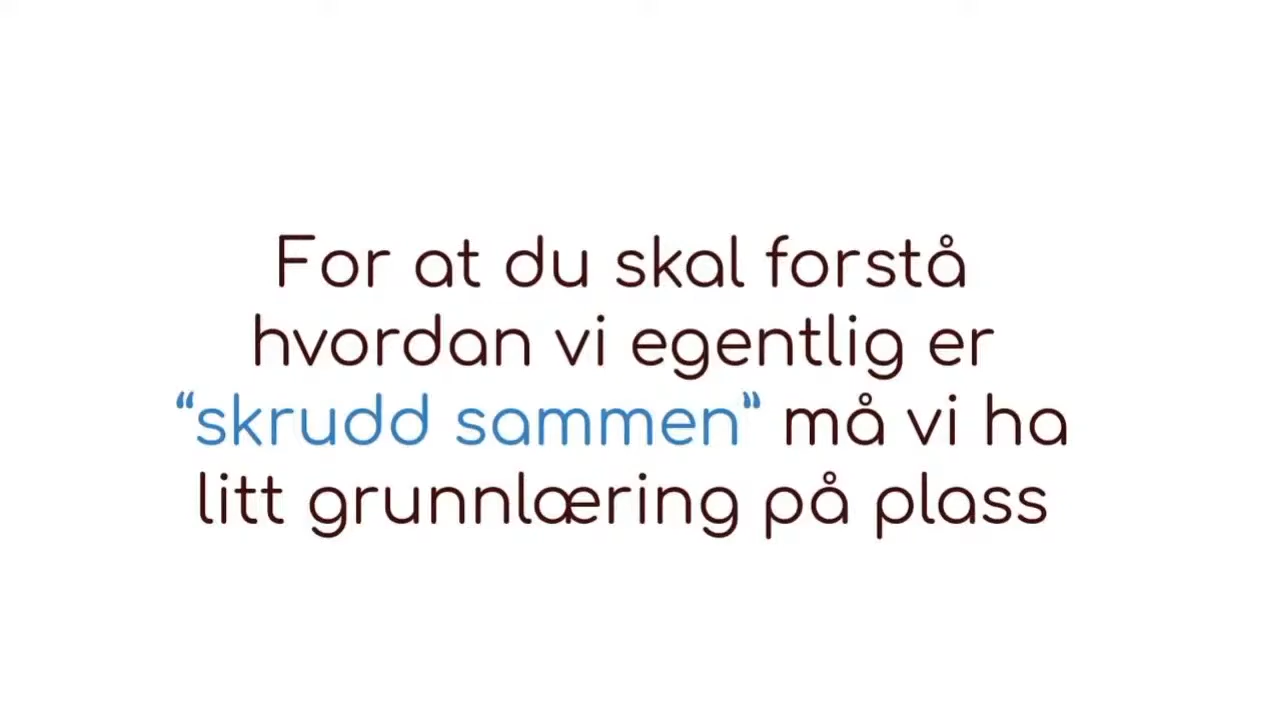 For at du skal forstå
hvordan vi egentlig er
“skrudd sammen” må vi ha
litt grunnlæring på plass